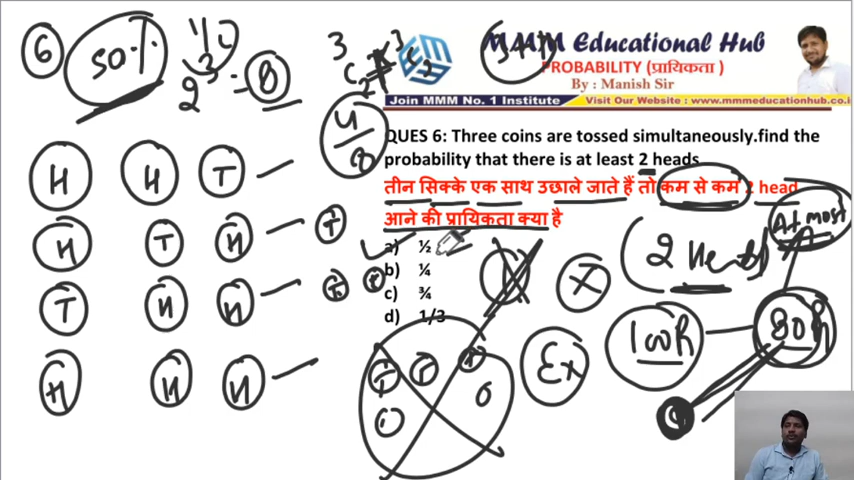 MMM Educational Hub
PROBABILITY (प्रायिकता )
By : Manish Sir
Join MMM No. 1 Institute Visit Our Website : www.mmmeducationhub.co.i
QUES 6: Three coins are tossed simultaneously.find the
probability that there is at least 2 heads
तीन सिक्के एक साथ उछाले जाते हैं तो कम से कम 2 head
आने की प्रायिकता क्या है
a) ½
b) ¼
c) ¾
d) 1/3
6
50%
2³ = 8
4/8
H H T
H T H T
T H H
H H H
At most
2 Heads
T
Ex
100R
80R